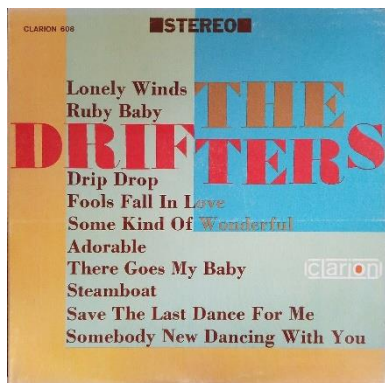 CLARION 606
STEREO
Lonely Winds
Ruby Baby
THE
DRIFTERS
Drip Drop
Fools Fall In Love
Some Kind Of Wonderful
Adorable
There Goes My Baby
Steamboat
Save The Last Dance For Me
Somebody New Dancing With You
clarion